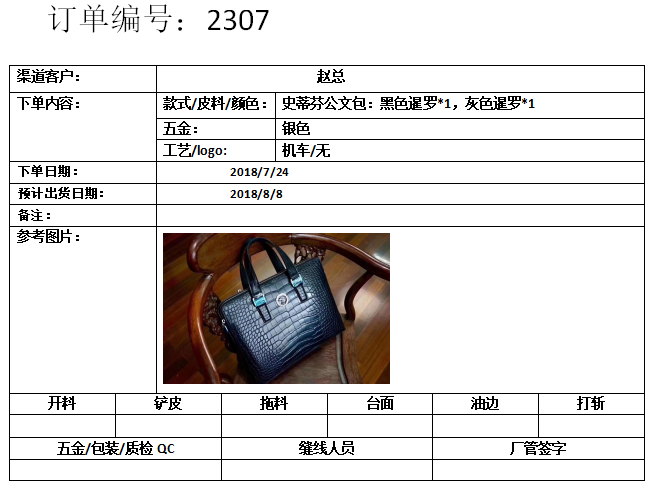 订单编号：2307
渠道客户： 赵总
下单内容： 款式/皮料/颜色： 史蒂芬公文包：黑色暹罗*1，灰色暹罗*1
五金： 银色
工艺/logo: 机车/无
下单日期： 2018/7/24
预计出货日期： 2018/8/8
备注：
参考图片：
开料 铲皮 拖料 台面 油边 打斩
五金/包装/质检 QC 缝线人员 厂管签字